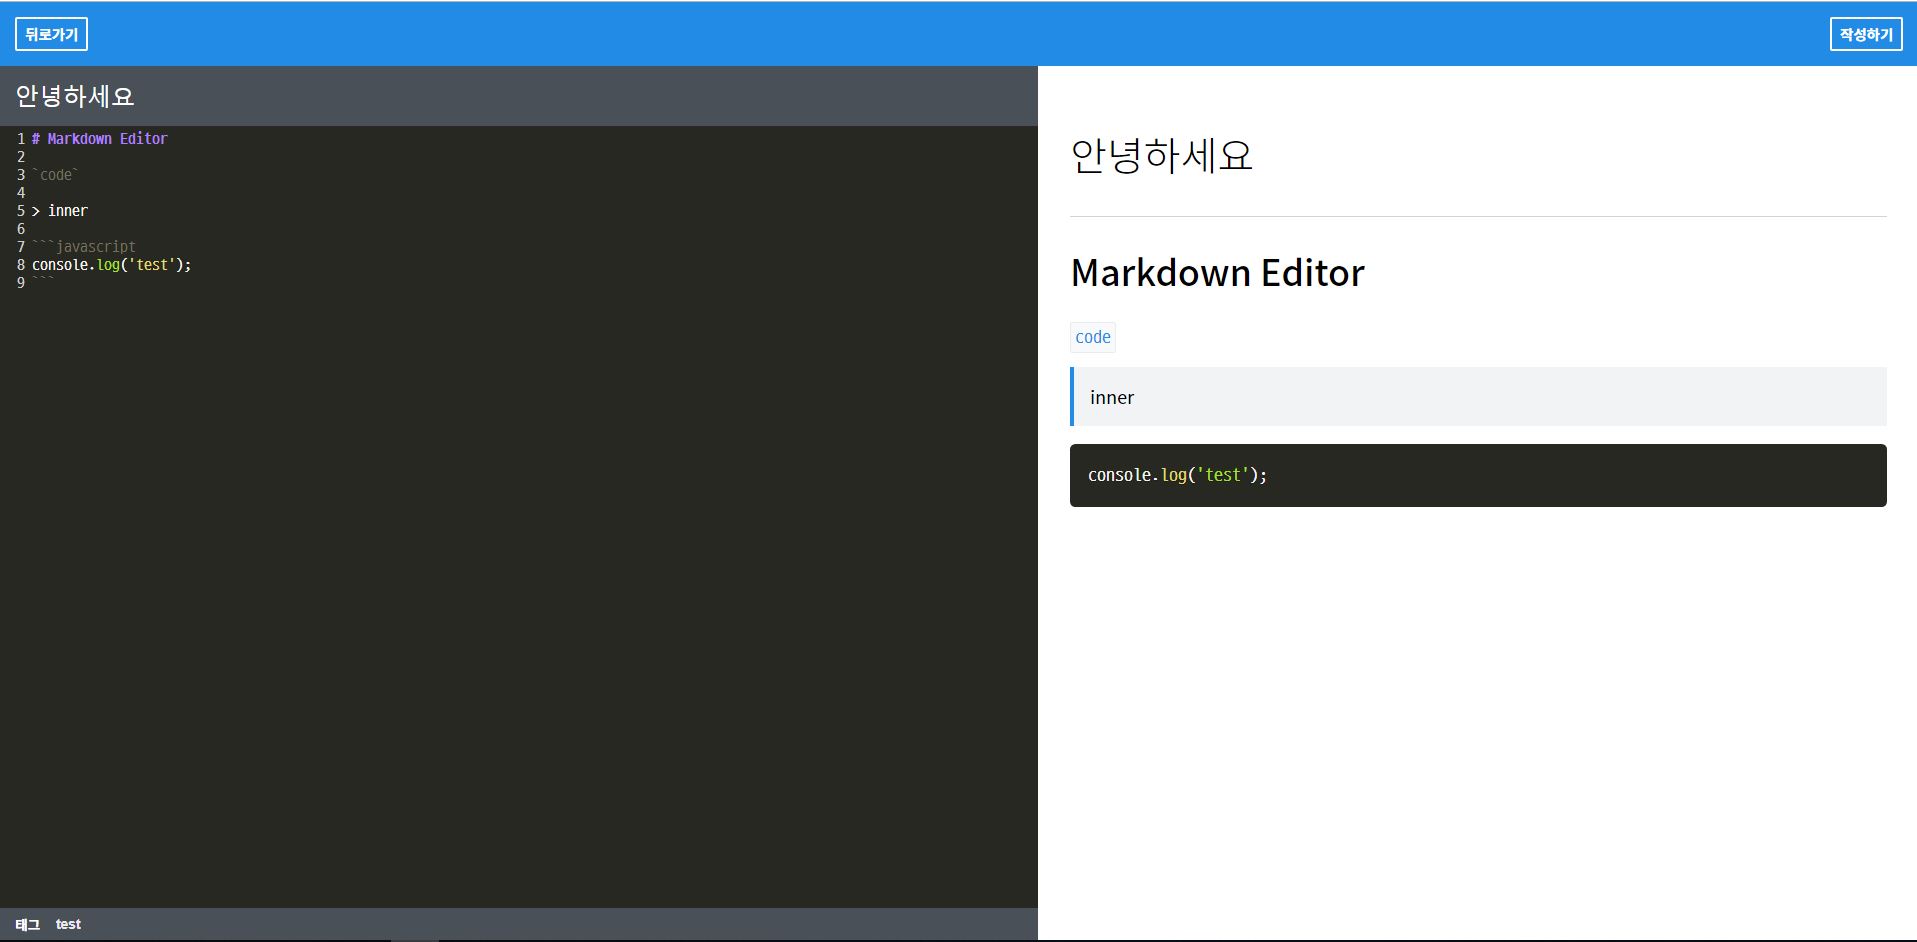 뒤로가기
작성하기
안녕하세요
1 # Markdown Editor
2
3 `code`
4
5 > inner
6
7 ```javascript
8 console.log('test');
9 ```
태그 test
안녕하세요
Markdown Editor
code
inner
console.log('test');